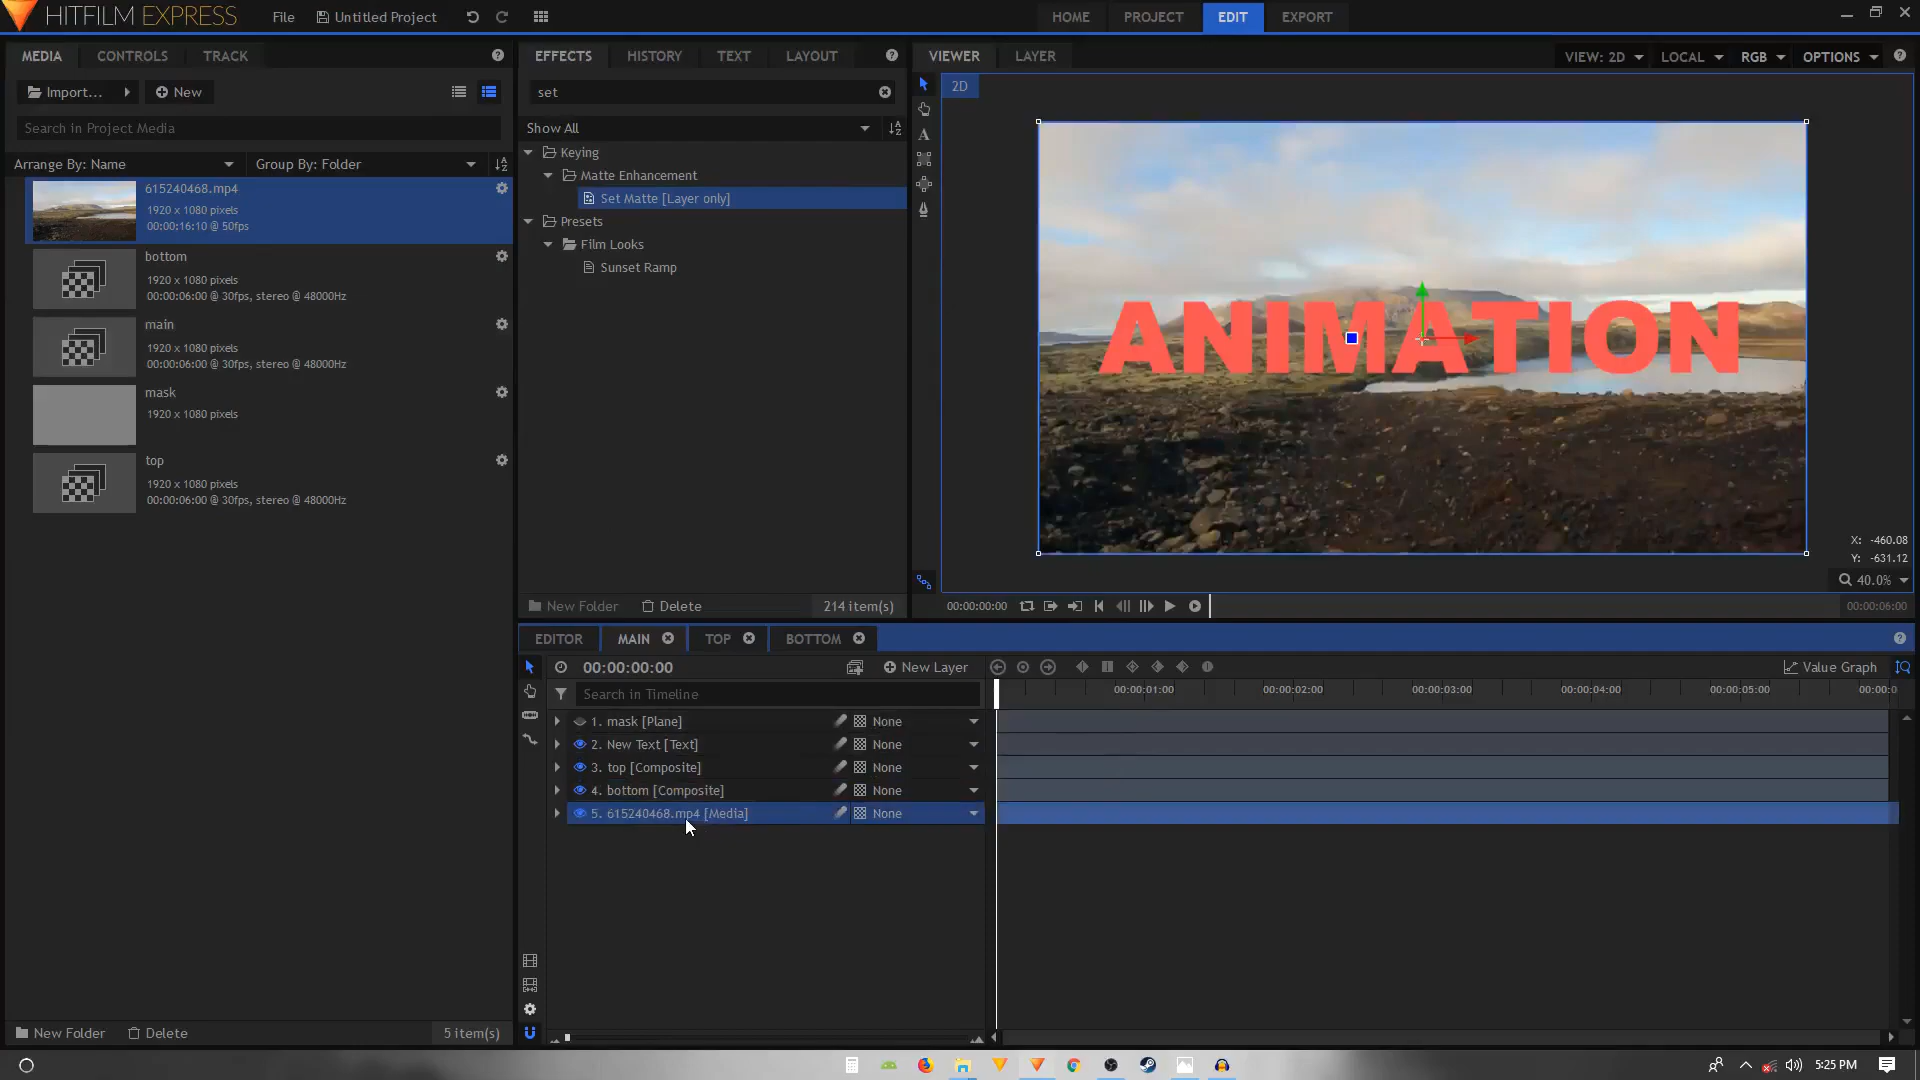 HITFILM EXPRESS
File
Untitled Project
HOME
PROJECT
EDIT
EXPORT
MEDIA
CONTROLS
TRACK
EFFECTS
HISTORY
TEXT
LAYOUT
VIEWER
LAYER
VIEW: 2D
LOCAL
RGB
OPTIONS
Import...
New
Search in Project Media
Arrange By: Name
Group By: Folder
615240468.mp4
1920 x 1080 pixels
00:00:16:10 @ 50fps
bottom
1920 x 1080 pixels
00:00:06:00 @ 30fps, stereo @ 48000Hz
main
1920 x 1080 pixels
00:00:06:00 @ 30fps, stereo @ 48000Hz
mask
1920 x 1080 pixels
top
1920 x 1080 pixels
00:00:06:00 @ 30fps, stereo @ 48000Hz
New Folder
Delete
5 item(s)
set
Show All
Keying
Matte Enhancement
Set Matte [Layer only]
Presets
Film Looks
Sunset Ramp
New Folder
Delete
214 item(s)
2D
ANIMATION
X: -460.08
Y: -631.12
40.0%
00:00:00:00
00:00:06:00
EDITOR
MAIN
TOP
BOTTOM
00:00:00:00
New Layer
Value Graph
Search in Timeline
00:00:01:00
00:00:02:00
00:00:03:00
00:00:04:00
00:00:05:00
00:00:0
1. mask [Plane]
None
2. New Text [Text]
None
3. top [Composite]
None
4. bottom [Composite]
None
5. 615240468.mp4 [Media]
None
5:25 PM